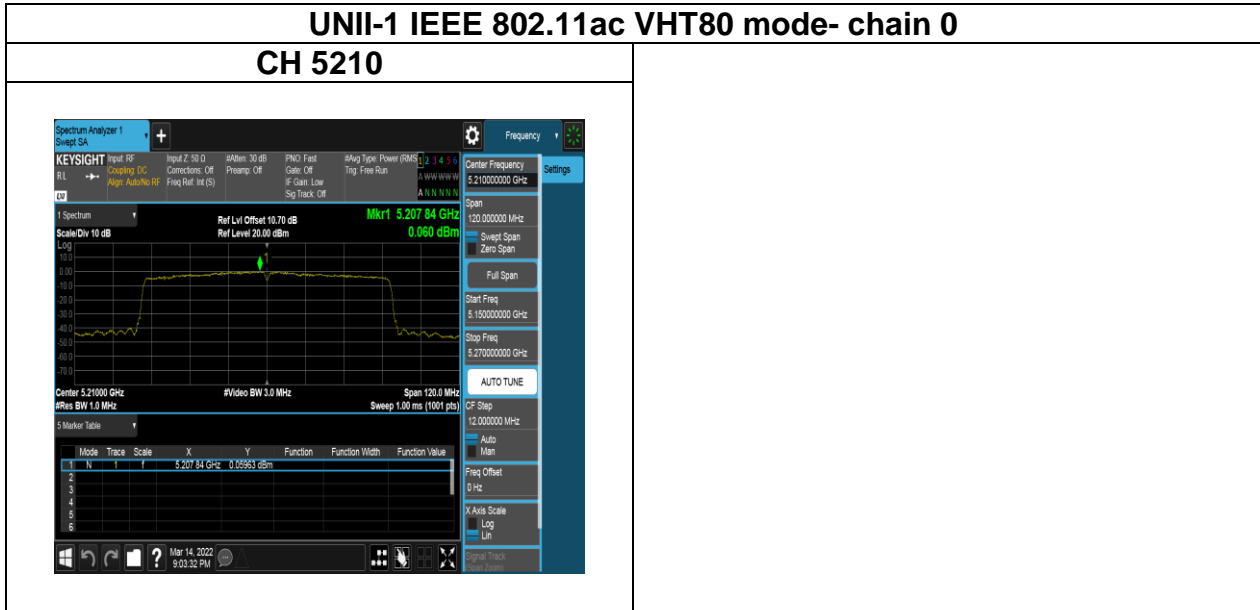 UNII-1 IEEE 802.11ac VHT80 mode- chain 0
CH 5210
Spectrum Analyzer 1
Swept SA
+
Frequency
KEYSIGHT
RL
Input: RF
Coupling: DC
Align: Auto/No RF
Input Z: 50 Ω
Corrections: Off
Freq Ref: Int (S)
#Atten: 30 dB
Preamp: Off
PNO: Fast
Gate: Off
IF Gain: Low
Sig Track: Off
#Avg Type: Power (RMS
Trig: Free Run
1 2 3 4 5 6
A W W W W W
A N N N N N
1 Spectrum
Scale/Div 10 dB
Ref Lvl Offset 10.70 dB
Ref Level 20.00 dBm
Mkr1 5.207 84 GHz
0.060 dBm
Log
10.0
0.00
-10.0
-20.0
-30.0
-40.0
-50.0
-60.0
-70.0
1
Center 5.21000 GHz
#Video BW 3.0 MHz
Span 120.0 MHz
#Res BW 1.0 MHz
Sweep 1.00 ms (1001 pts)
5 Marker Table
Mode Trace Scale X Y Function Function Width Function Value
1 N 1 f 5.207 84 GHz 0.05963 dBm
2
3
4
5
6
Mar 14, 2022
9:03:32 PM
Settings
Center Frequency
5.210000000 GHz
Span
120.000000 MHz
Swept Span
Zero Span
Full Span
Start Freq
5.150000000 GHz
Stop Freq
5.270000000 GHz
AUTO TUNE
CF Step
12.000000 MHz
Auto
Man
Freq Offset
0 Hz
X Axis Scale
Log
Lin
Signal Track
(Span Zoom)